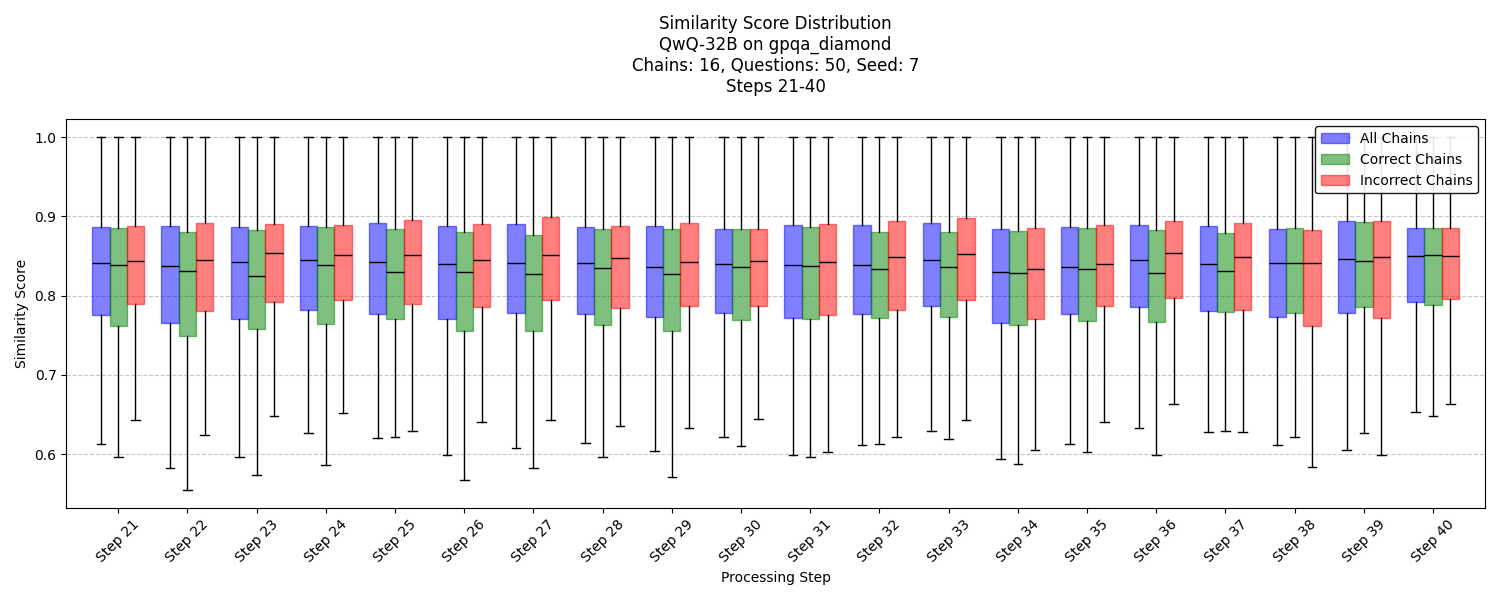 Similarity Score Distribution
QwQ-32B on gpqa_diamond
Chains: 16, Questions: 50, Seed: 7
Steps 21-40
All Chains
Correct Chains
Incorrect Chains
Similarity Score
1.0
0.9
0.8
0.7
0.6
Step 21
Step 22
Step 23
Step 24
Step 25
Step 26
Step 27
Step 28
Step 29
Step 30
Step 31
Step 32
Step 33
Step 34
Step 35
Step 36
Step 37
Step 38
Step 39
Step 40
Processing Step